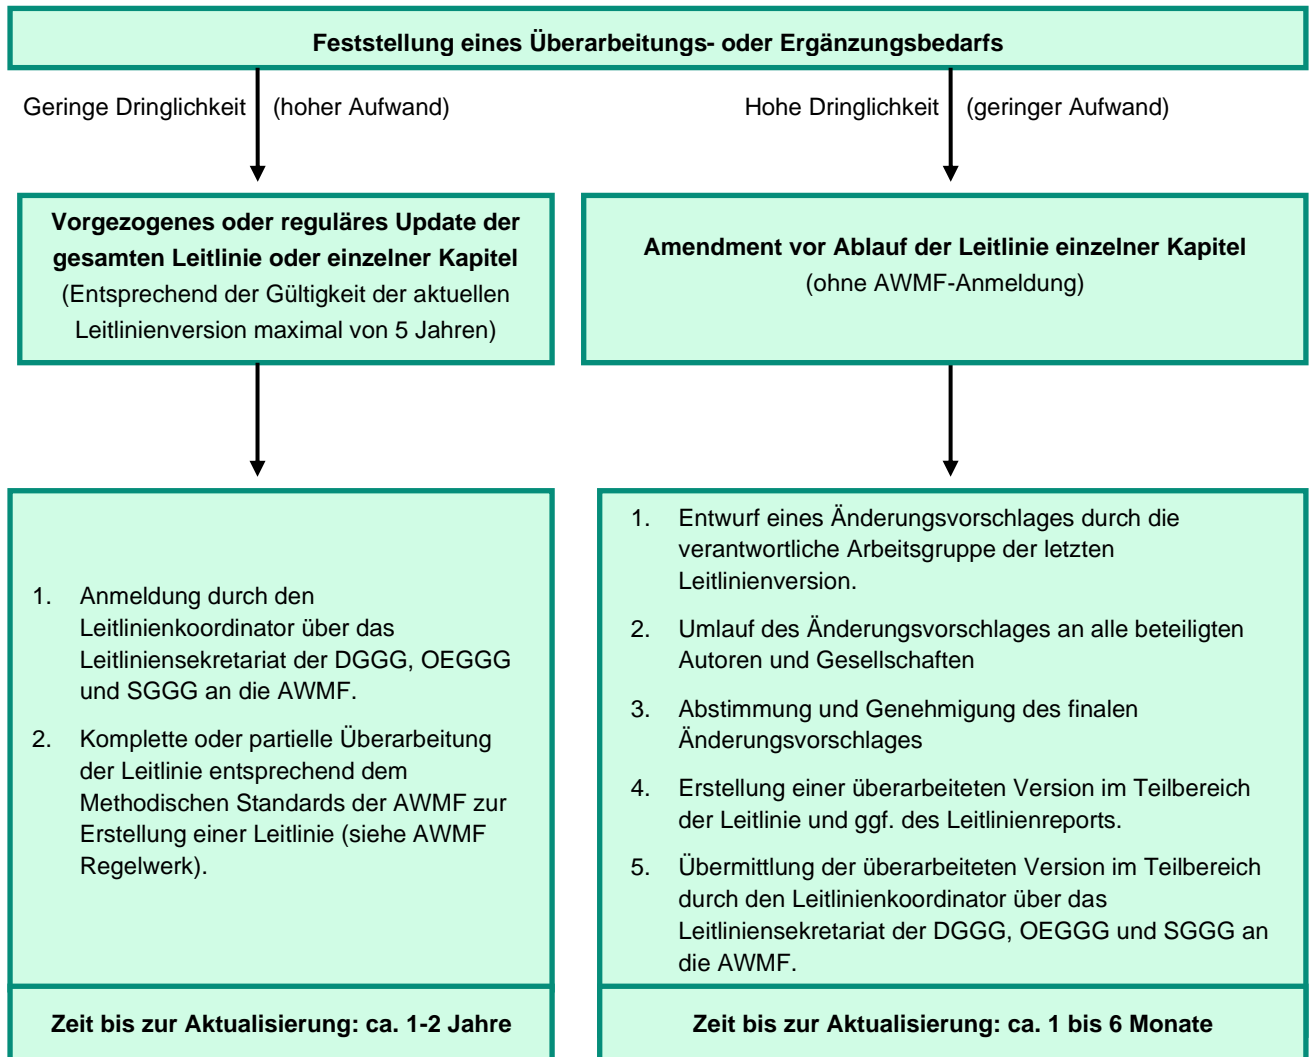 Feststellung eines Überarbeitungs- oder Ergänzungsbedarfs
Geringe Dringlichkeit (hoher Aufwand)
Hohe Dringlichkeit (geringer Aufwand)
Vorgezogenes oder reguläres Update der
gesamten Leitlinie oder einzelner Kapitel
(Entsprechend der Gültigkeit der aktuellen
Leitlinienversion maximal von 5 Jahren)
Amendment vor Ablauf der Leitlinie einzelner Kapitel
(ohne AWMF-Anmeldung)
1. Anmeldung durch den
Leitlinienkoordinator über das
Leitliniensekretariat der DGGG, OEGGG
und SGGG an die AWMF.
2. Komplette oder partielle Überarbeitung
der Leitlinie entsprechend dem
Methodischen Standards der AWMF zur
Erstellung einer Leitlinie (siehe AWMF
Regelwerk).
Zeit bis zur Aktualisierung: ca. 1-2 Jahre
1. Entwurf eines Änderungsvorschlages durch die
verantwortliche Arbeitsgruppe der letzten
Leitlinienversion.
2. Umlauf des Änderungsvorschlages an alle beteiligten
Autoren und Gesellschaften
3. Abstimmung und Genehmigung des finalen
Änderungsvorschlages
4. Erstellung einer überarbeiteten Version im Teilbereich
der Leitlinie und ggf. des Leitlinienreports.
5. Übermittlung der überarbeiteten Version im Teilbereich
durch den Leitlinienkoordinator über das
Leitliniensekretariat der DGGG, OEGGG und SGGG an
die AWMF.
Zeit bis zur Aktualisierung: ca. 1 bis 6 Monate